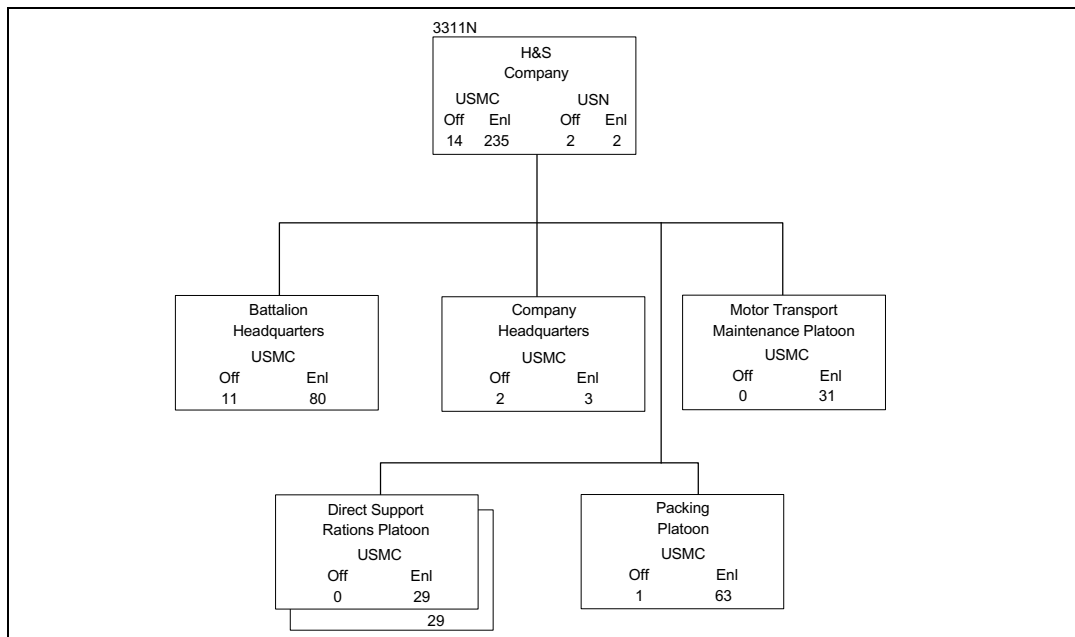 3311N
H&S
Company
USMC USN
Off Enl Off Enl
14 235 2 2
Battalion
Headquarters
USMC
Off Enl
11 80
Company
Headquarters
USMC
Off Enl
2 3
Motor Transport
Maintenance Platoon
USMC
Off Enl
0 31
Direct Support
Rations Platoon
USMC
Off Enl
0 29
29
Packing
Platoon
USMC
Off Enl
1 63